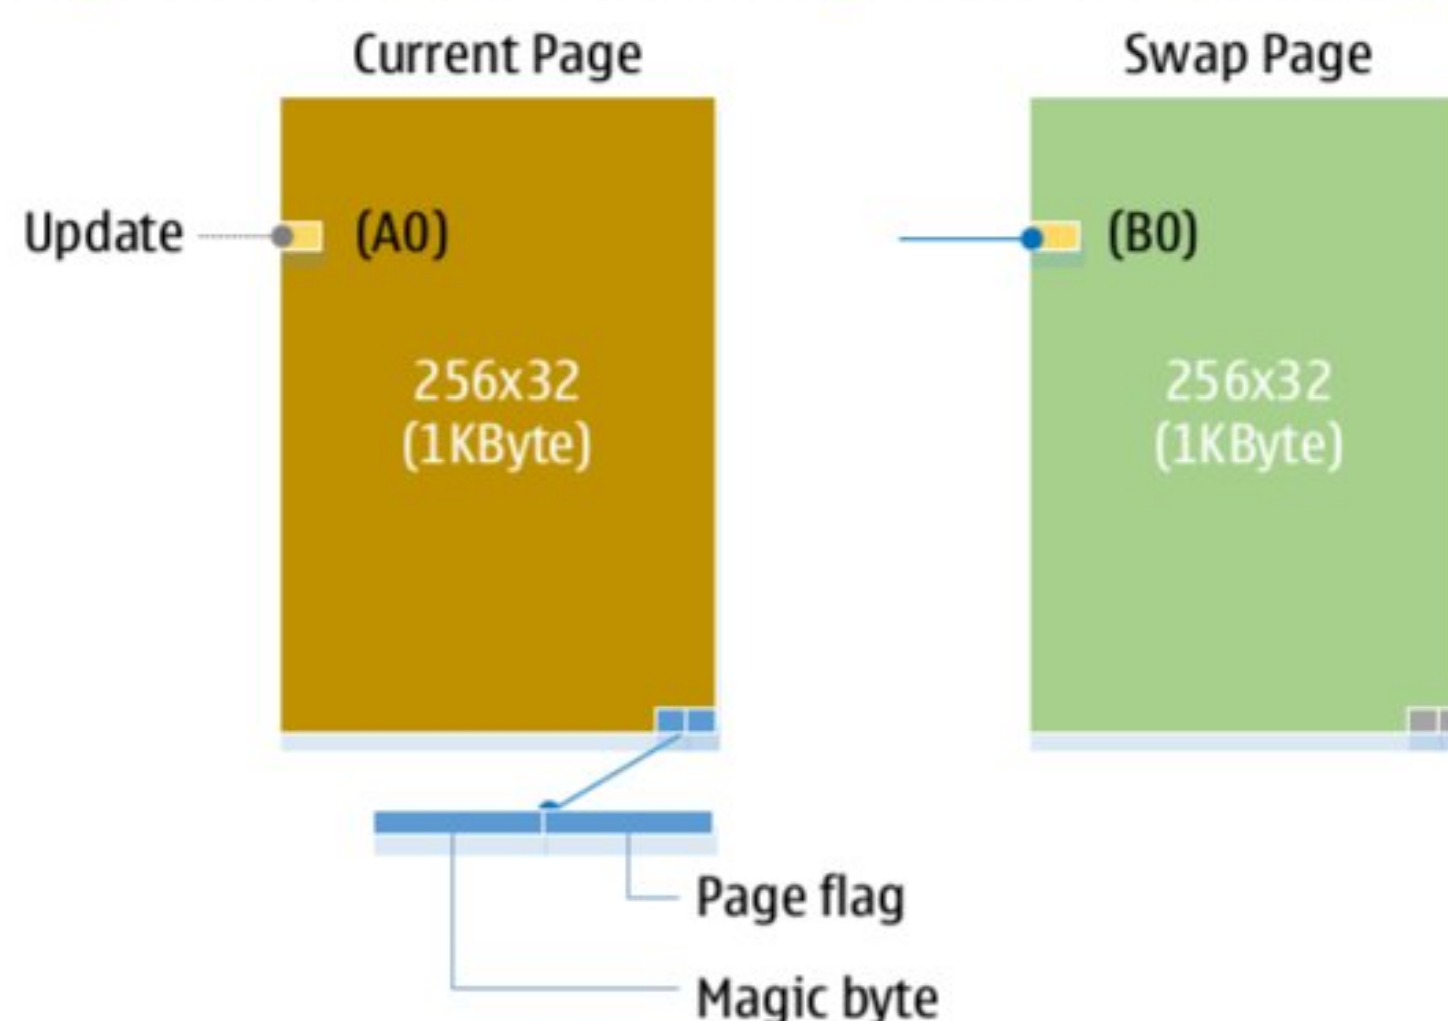 Current Page
Swap Page
Update
(A0)
(B0)
256x32
(1KByte)
256x32
(1KByte)
Page flag
Magic byte